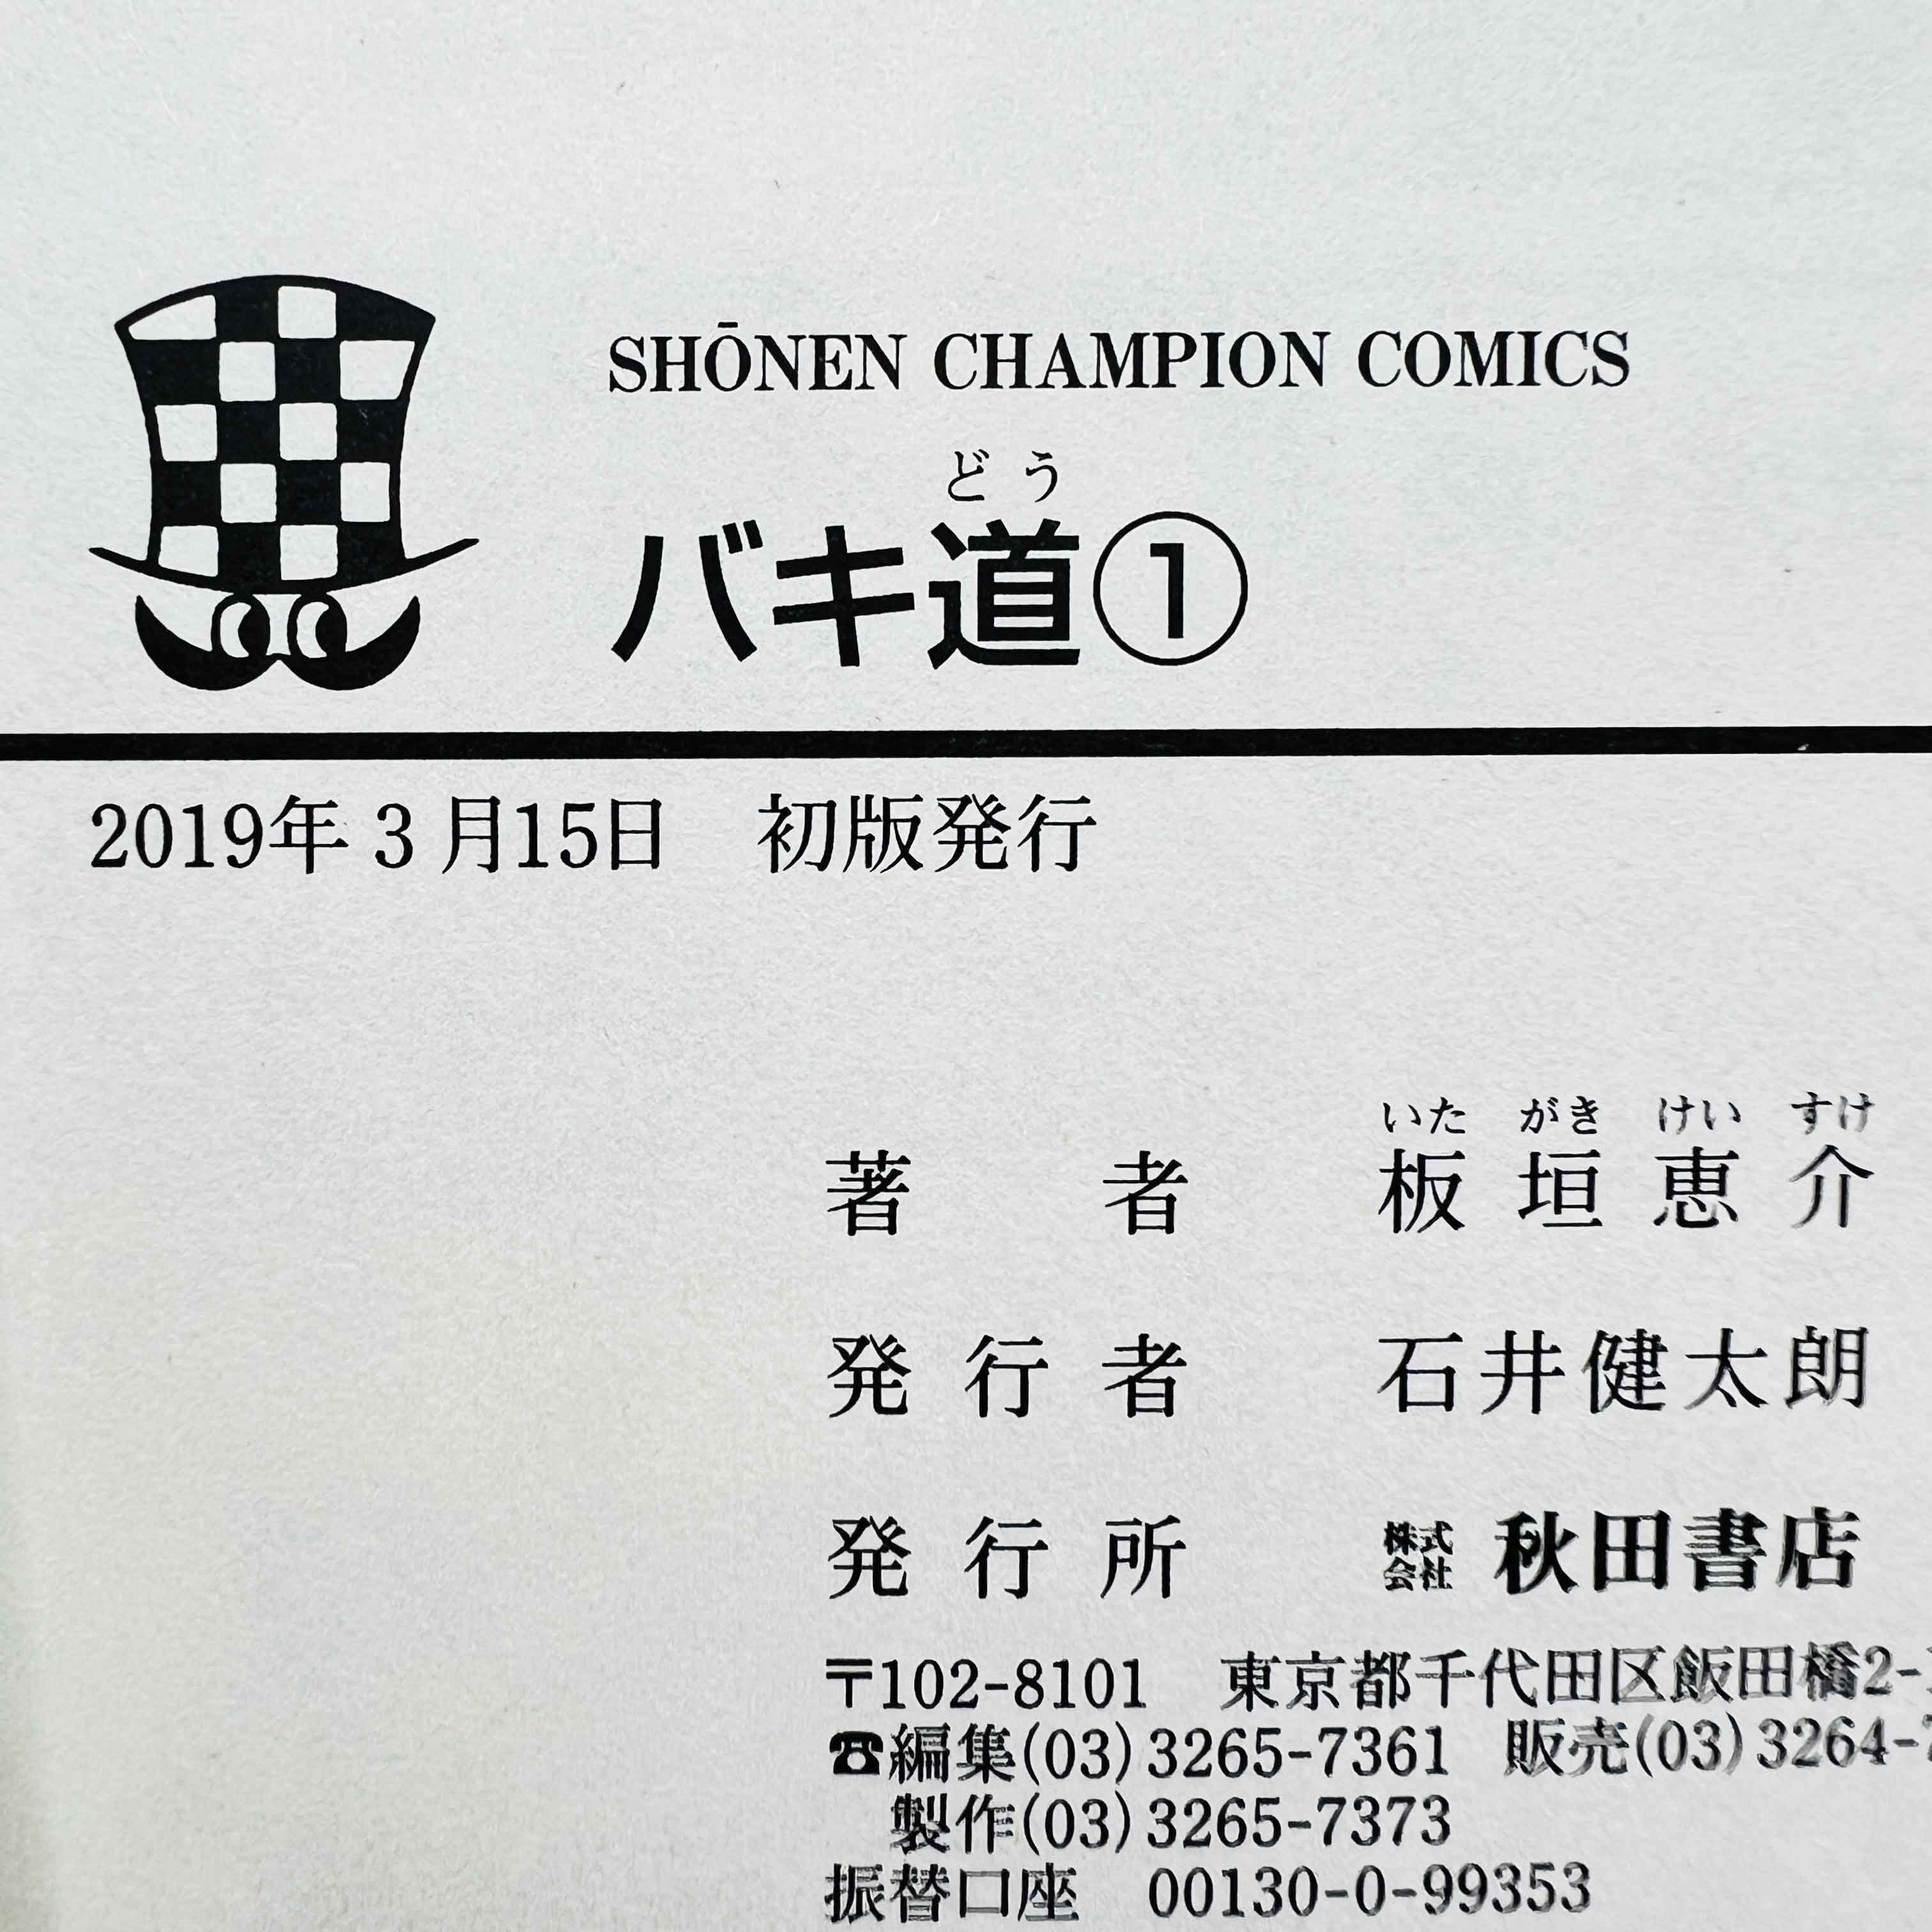 SHŌNEN CHAMPION COMICS
どう
バキ道①
2019年3月15日　初版発行
いた がき けい すけ
著者　板垣恵介
発行者　石井健太朗
発行所　株式会社 秋田書店
〒102-8101　東京都千代田区飯田橋2-
☎編集(03)3265-7361　販売(03)3264-
製作(03)3265-7373
振替口座　00130-0-99353